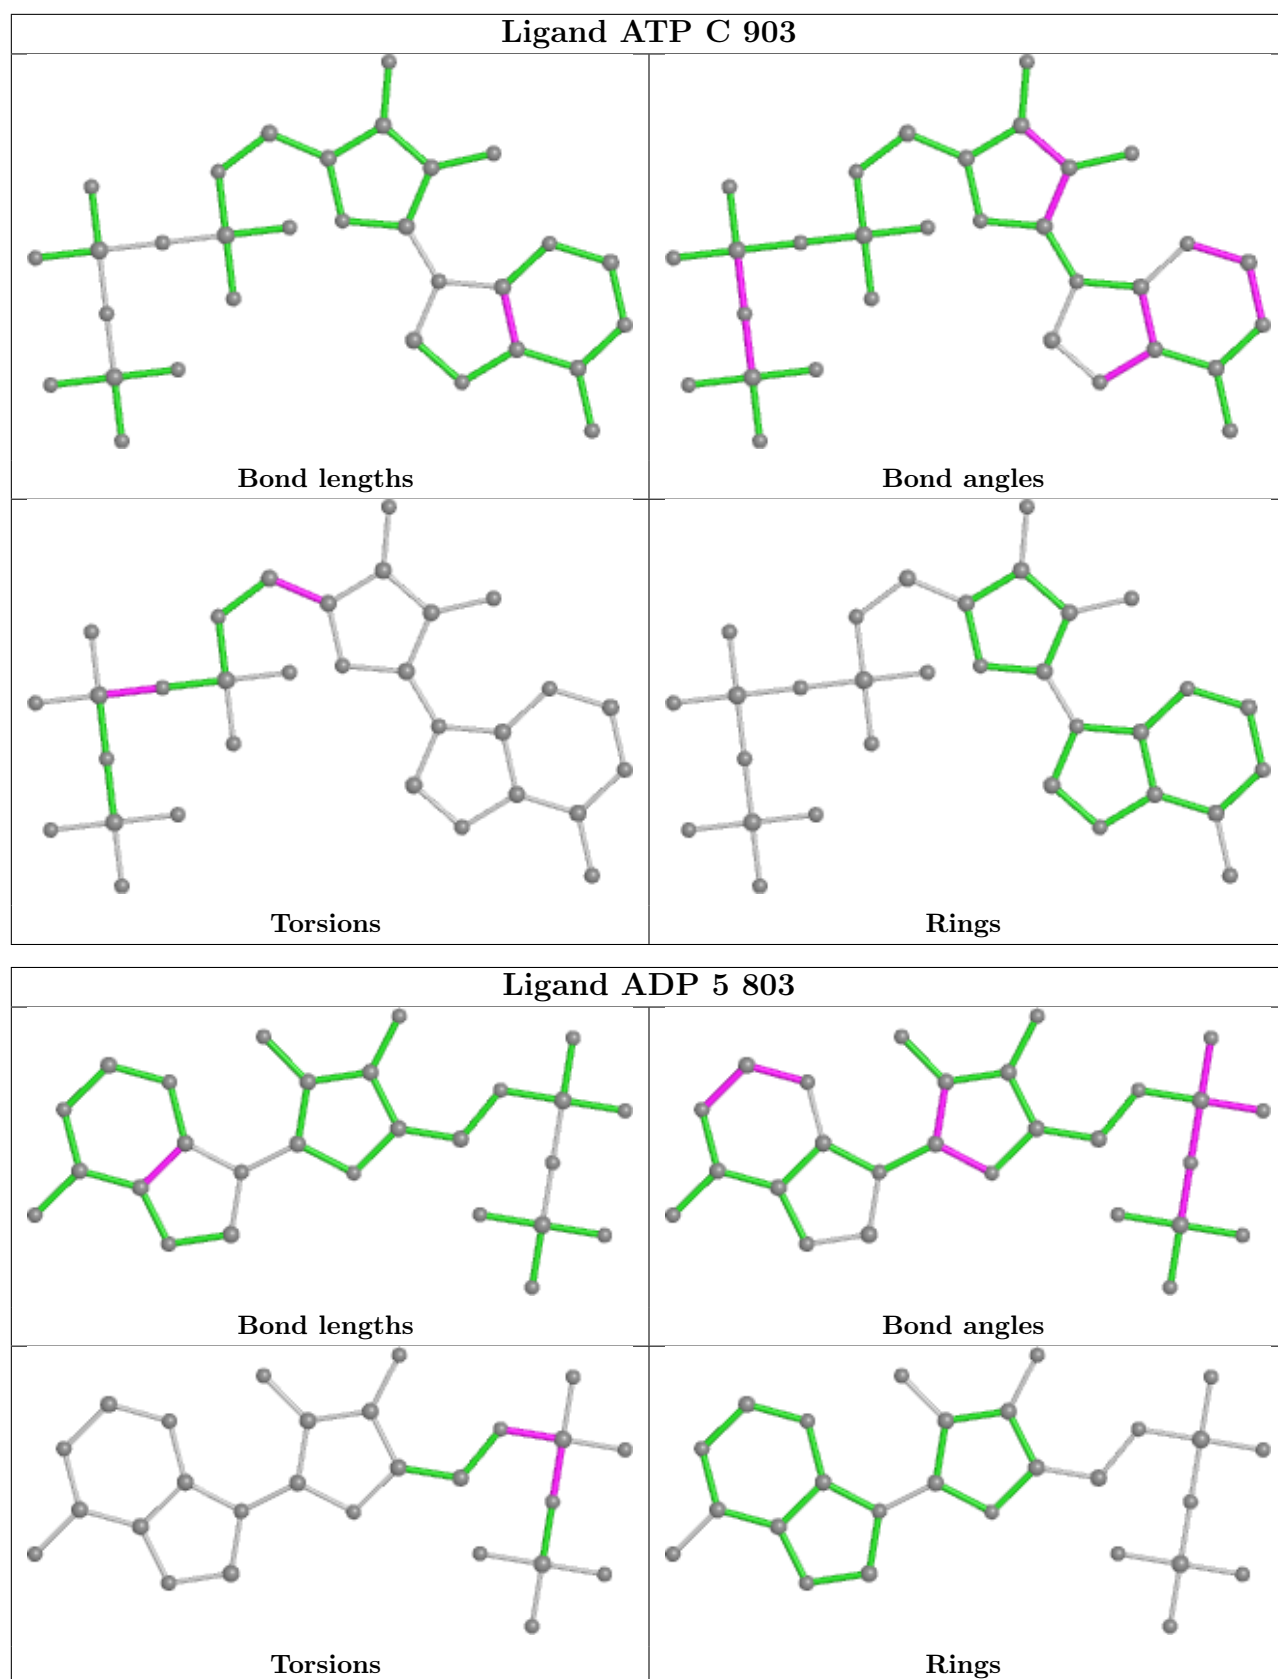 Ligand ATP C 903
Bond lengths
Bond angles
Torsions
Rings
Ligand ADP 5 803
Bond lengths
Bond angles
Torsions
Rings